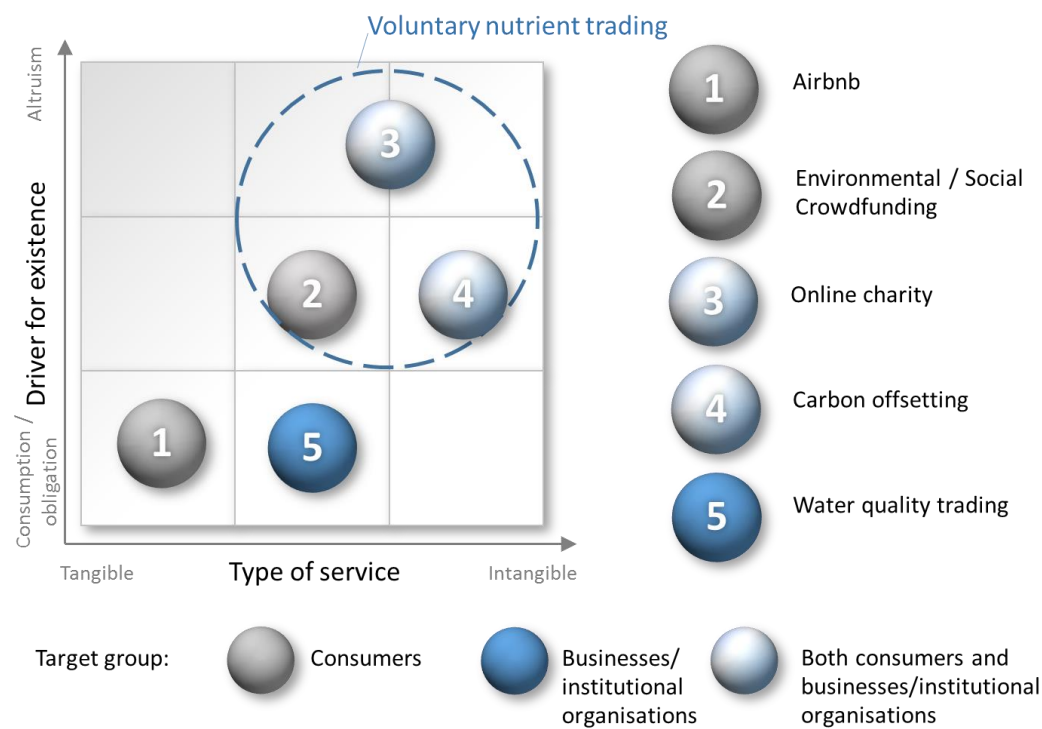 Voluntary nutrient trading
Altruism
Driver for existence
Consumption /
obligation
3
2
4
1
5
Tangible
Type of service
Intangible
1
Airbnb
2
Environmental / Social
Crowdfunding
3
Online charity
4
Carbon offsetting
5
Water quality trading
Target group:
Consumers
Businesses/
institutional
organisations
Both consumers and
businesses/institutional
organisations